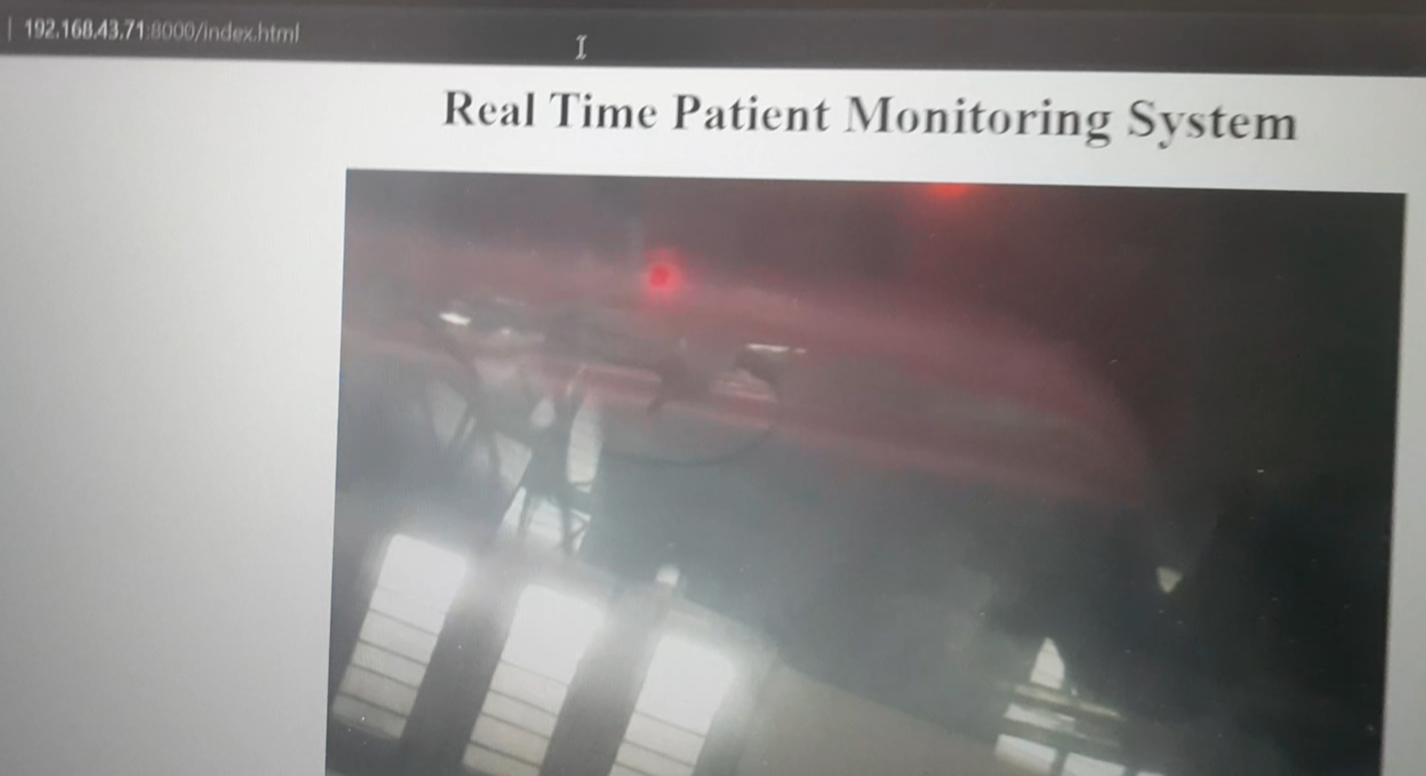 192.168.43.71:8000/index.html
Real Time Patient Monitoring System